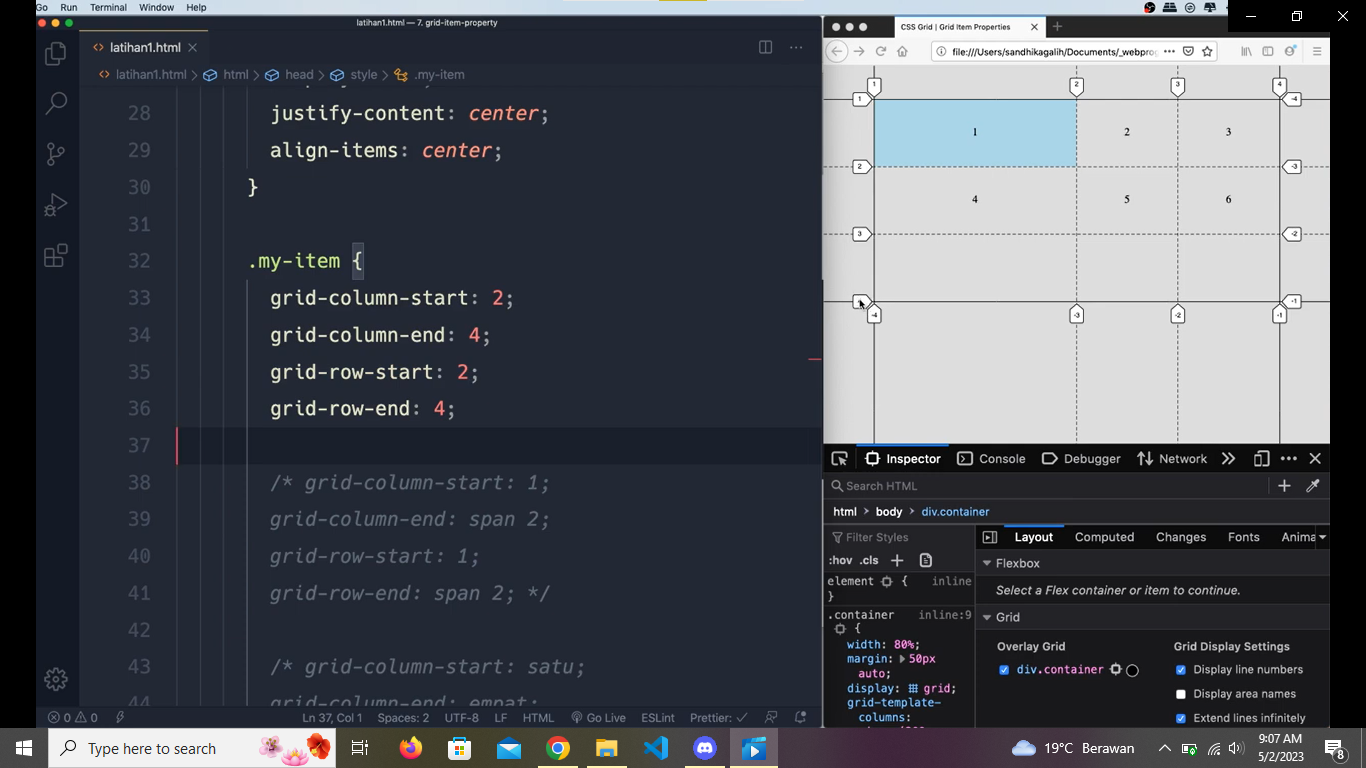 Go Run Terminal Window Help
latihan1.html — 7. grid-item-property
latihan1.html
latihan1.html > html > head > style > .my-item
28 justify-content: center;
29 align-items: center;
30 }
31
32 .my-item {
33 grid-column-start: 2;
34 grid-column-end: 4;
35 grid-row-start: 2;
36 grid-row-end: 4;
37
38 /* grid-column-start: 1;
39 grid-column-end: span 2;
40 grid-row-start: 1;
41 grid-row-end: span 2; */
42
43 /* grid-column-start: satu;
44 grid-column-end: empat;
0 0 Ln 37, Col 1 Spaces: 2 UTF-8 LF HTML Go Live ESLint Prettier: ✓
CSS Grid | Grid Item Properties
file:///Users/sandhikagalih/Documents/_webprog
1 2 3 4
1 -4
1 2 3
2 -3
4 5 6
3 -2
-1
-4 -3 -2 -1
Inspector Console Debugger Network
Search HTML
html > body > div.container
Filter Styles
:hov .cls
element { inline
}
.container inline:9
{
width: 80%;
margin: 50px
auto;
display: grid;
grid-template-
columns:
Layout Computed Changes Fonts Anima
Flexbox
Select a Flex container or item to continue.
Grid
Overlay Grid Grid Display Settings
div.container Display line numbers
Display area names
Extend lines infinitely
Type here to search
19°C Berawan
9:07 AM
5/2/2023
8